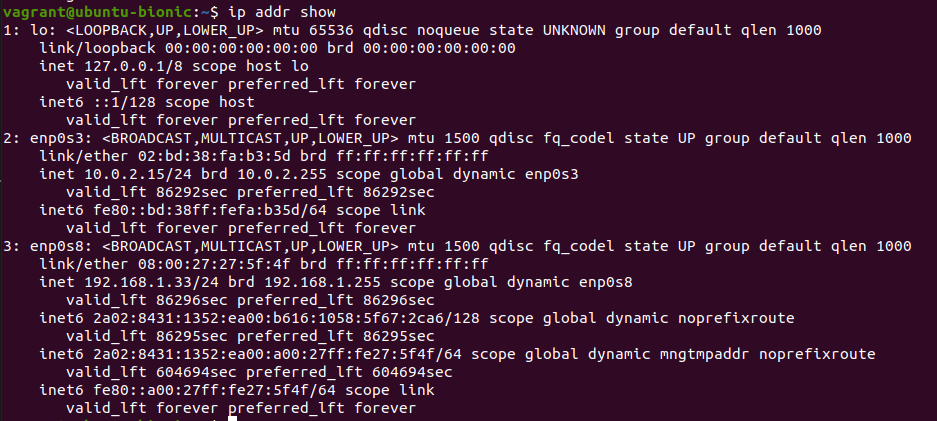 vagrant@ubuntu-bionic:~$ ip addr show
1: lo: <LOOPBACK,UP,LOWER_UP> mtu 65536 qdisc noqueue state UNKNOWN group default qlen 1000
    link/loopback 00:00:00:00:00:00 brd 00:00:00:00:00:00
    inet 127.0.0.1/8 scope host lo
       valid_lft forever preferred_lft forever
    inet6 ::1/128 scope host
       valid_lft forever preferred_lft forever
2: enp0s3: <BROADCAST,MULTICAST,UP,LOWER_UP> mtu 1500 qdisc fq_codel state UP group default qlen 1000
    link/ether 02:bd:38:fa:b3:5d brd ff:ff:ff:ff:ff:ff
    inet 10.0.2.15/24 brd 10.0.2.255 scope global dynamic enp0s3
       valid_lft 86292sec preferred_lft 86292sec
    inet6 fe80::bd:38ff:fefa:b35d/64 scope link
       valid_lft forever preferred_lft forever
3: enp0s8: <BROADCAST,MULTICAST,UP,LOWER_UP> mtu 1500 qdisc fq_codel state UP group default qlen 1000
    link/ether 08:00:27:27:5f:4f brd ff:ff:ff:ff:ff:ff
    inet 192.168.1.33/24 brd 192.168.1.255 scope global dynamic enp0s8
       valid_lft 86296sec preferred_lft 86296sec
    inet6 2a02:8431:1352:ea00:b616:1058:5f67:2ca6/128 scope global dynamic noprefixroute
       valid_lft 86295sec preferred_lft 86295sec
    inet6 2a02:8431:1352:ea00:a00:27ff:fe27:5f4f/64 scope global dynamic mngtmpaddr noprefixroute
       valid_lft 604694sec preferred_lft 604694sec
    inet6 fe80::a00:27ff:fe27:5f4f/64 scope link
       valid_lft forever preferred_lft forever